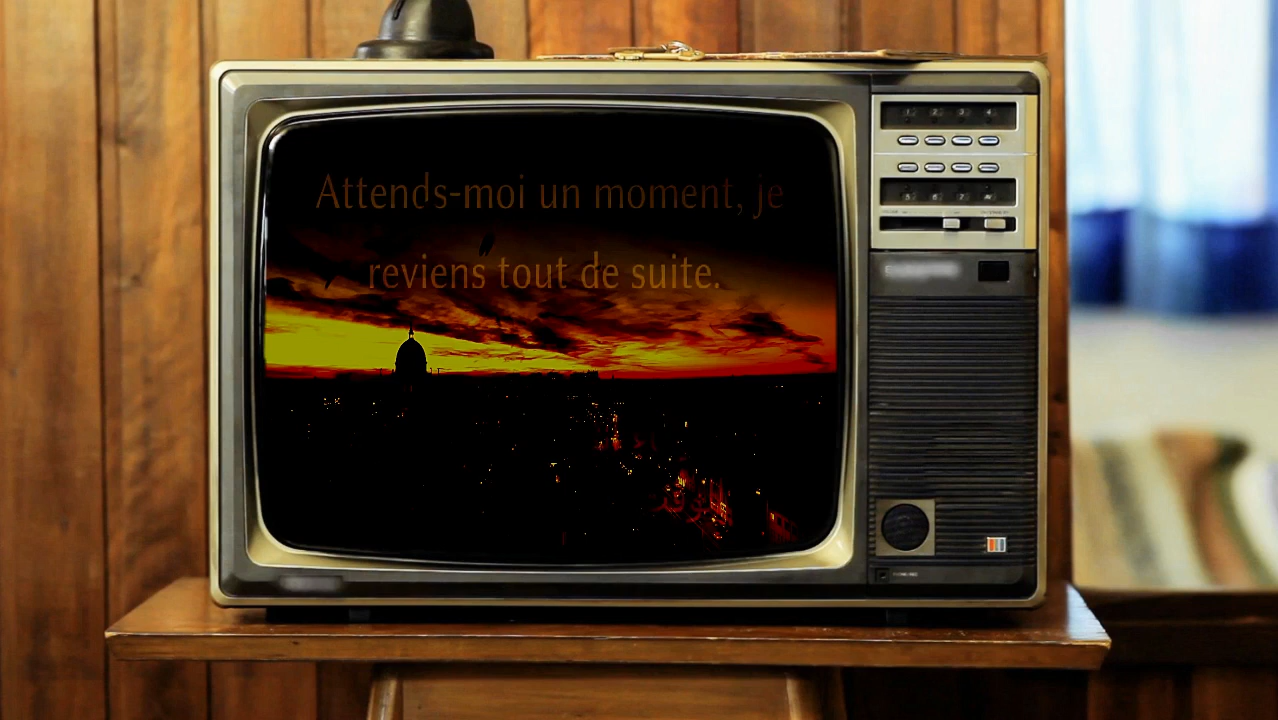 Attends-moi un moment, je
reviens tout de suite.